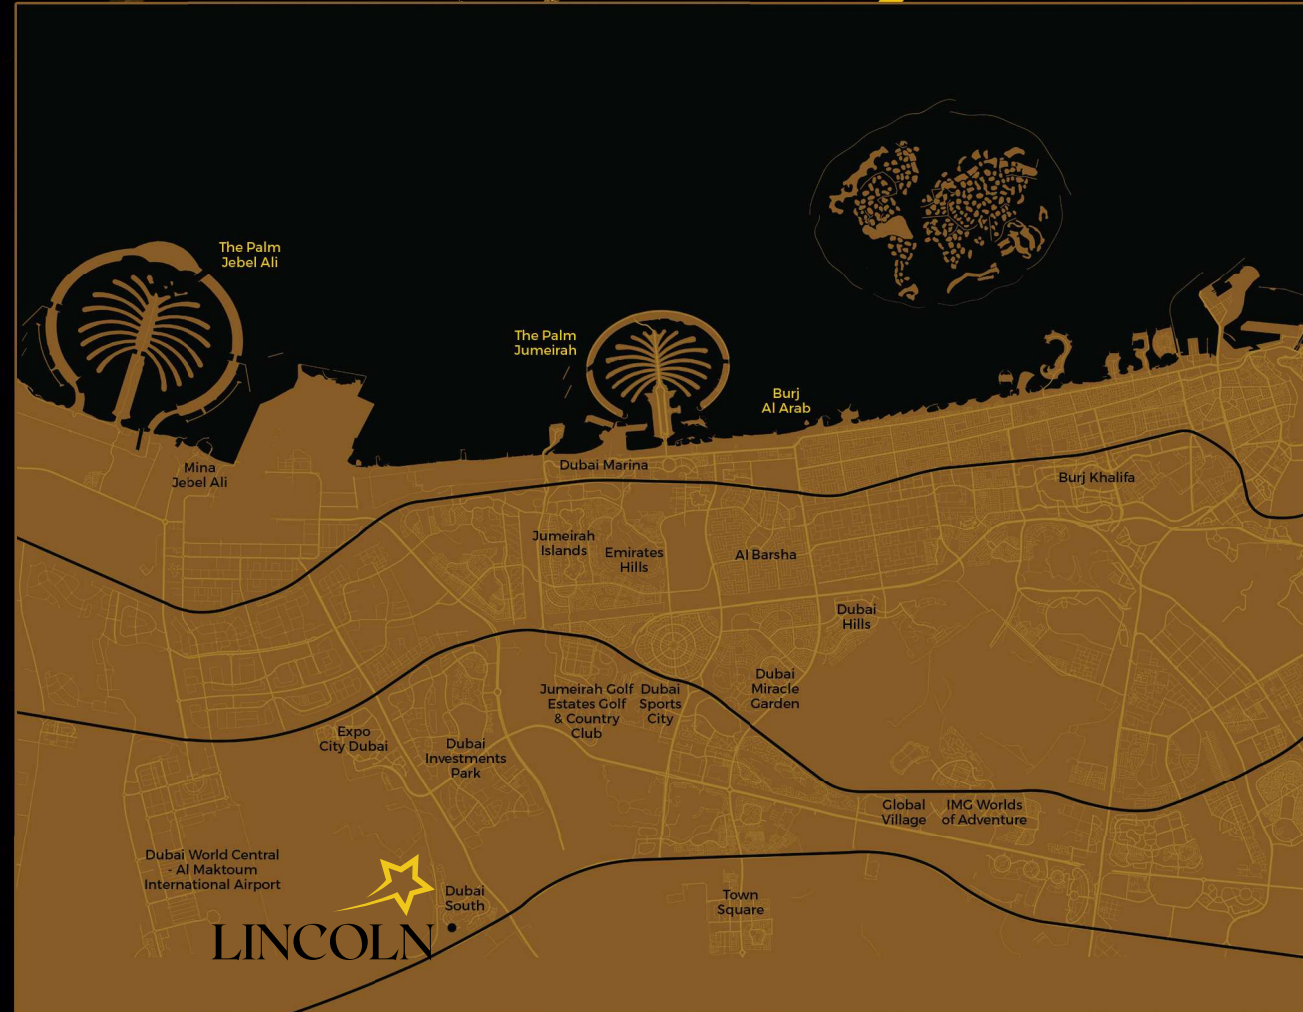 The Palm
Jebel Ali
The Palm
Jumeirah
Burj
Al Arab
Mina
Jebel Ali
Dubai Marina
Burj Khalifa
Jumeirah
Islands
Emirates
Hills
Al Barsha
Dubai
Hills
Jumeirah Golf
Estates Golf
& Country
Club
Dubai
Sports
City
Dubai
Miracle
Garden
Expo
City Dubai
Dubai
Investments
Park
Global
Village
IMG Worlds
of Adventure
Dubai World Central
- Al Maktoum
International Airport
Dubai
South
Town
Square
LINCOLN